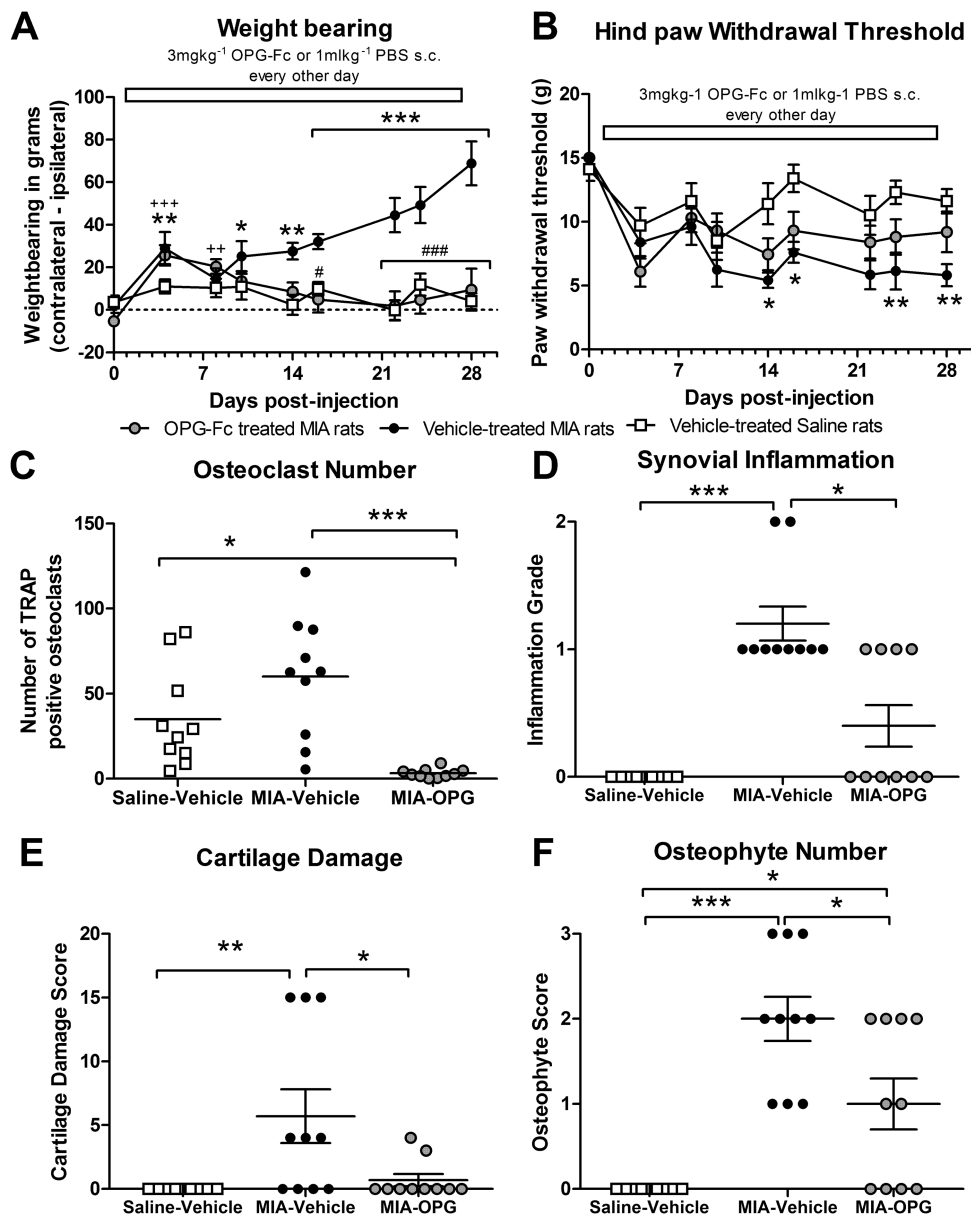 A
Weight bearing
3mgkg-1 OPG-Fc or 1mlkg-1 PBS s.c.
every other day
Weightbearing in grams
(contralateral - ipsilateral)
100
80
60
40
20
0
-20
***
+++
**
++
*
**
#
###
0
7
14
21
28
Days post-injection
B
Hind paw Withdrawal Threshold
3mgkg-1 OPG-Fc or 1mlkg-1 PBS s.c.
every other day
Paw withdrawal threshold (g)
20
15
10
5
0
*
*
**
**
0
7
14
21
28
Days post-injection
OPG-Fc treated MIA rats
Vehicle-treated MIA rats
Vehicle-treated Saline rats
C
Osteoclast Number
Number of TRAP
positive osteoclasts
150
100
50
0
***
*
Saline-Vehicle
MIA-Vehicle
MIA-OPG
D
Synovial Inflammation
Inflammation Grade
2
1
0
***
*
Saline-Vehicle
MIA-Vehicle
MIA-OPG
E
Cartilage Damage
Cartilage Damage Score
20
15
10
5
0
**
*
Saline-Vehicle
MIA-Vehicle
MIA-OPG
F
Osteophyte Number
Osteophyte Score
3
2
1
0
*
***
*
Saline-Vehicle
MIA-Vehicle
MIA-OPG